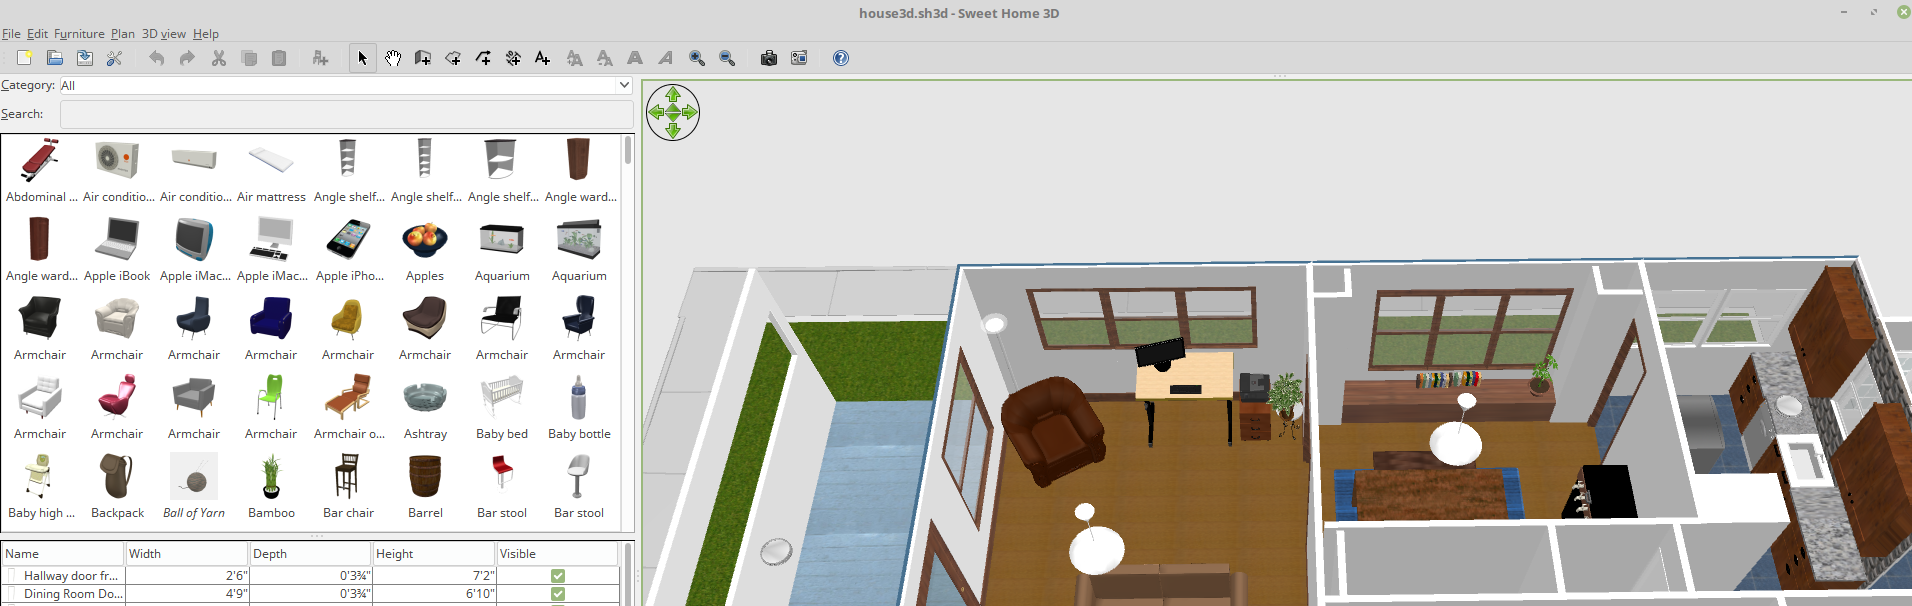 house3d.sh3d - Sweet Home 3D
File Edit Furniture Plan 3D view Help
Category: All
Search:
Abdominal ... Air conditio... Air conditio... Air mattress Angle shelf... Angle shelf... Angle shelf... Angle ward...
Angle ward... Apple iBook Apple iMac... Apple iMac... Apple iPho... Apples Aquarium Aquarium
Armchair Armchair Armchair Armchair Armchair Armchair Armchair Armchair
Armchair Armchair Armchair Armchair Armchair o... Ashtray Baby bed Baby bottle
Baby high ... Backpack Ball of Yarn Bamboo Bar chair Barrel Bar stool Bar stool
Name Width Depth Height Visible
Hallway door fr... 2'6" 0'3¾" 7'2"
Dining Room Do... 4'9" 0'3¾" 6'10"